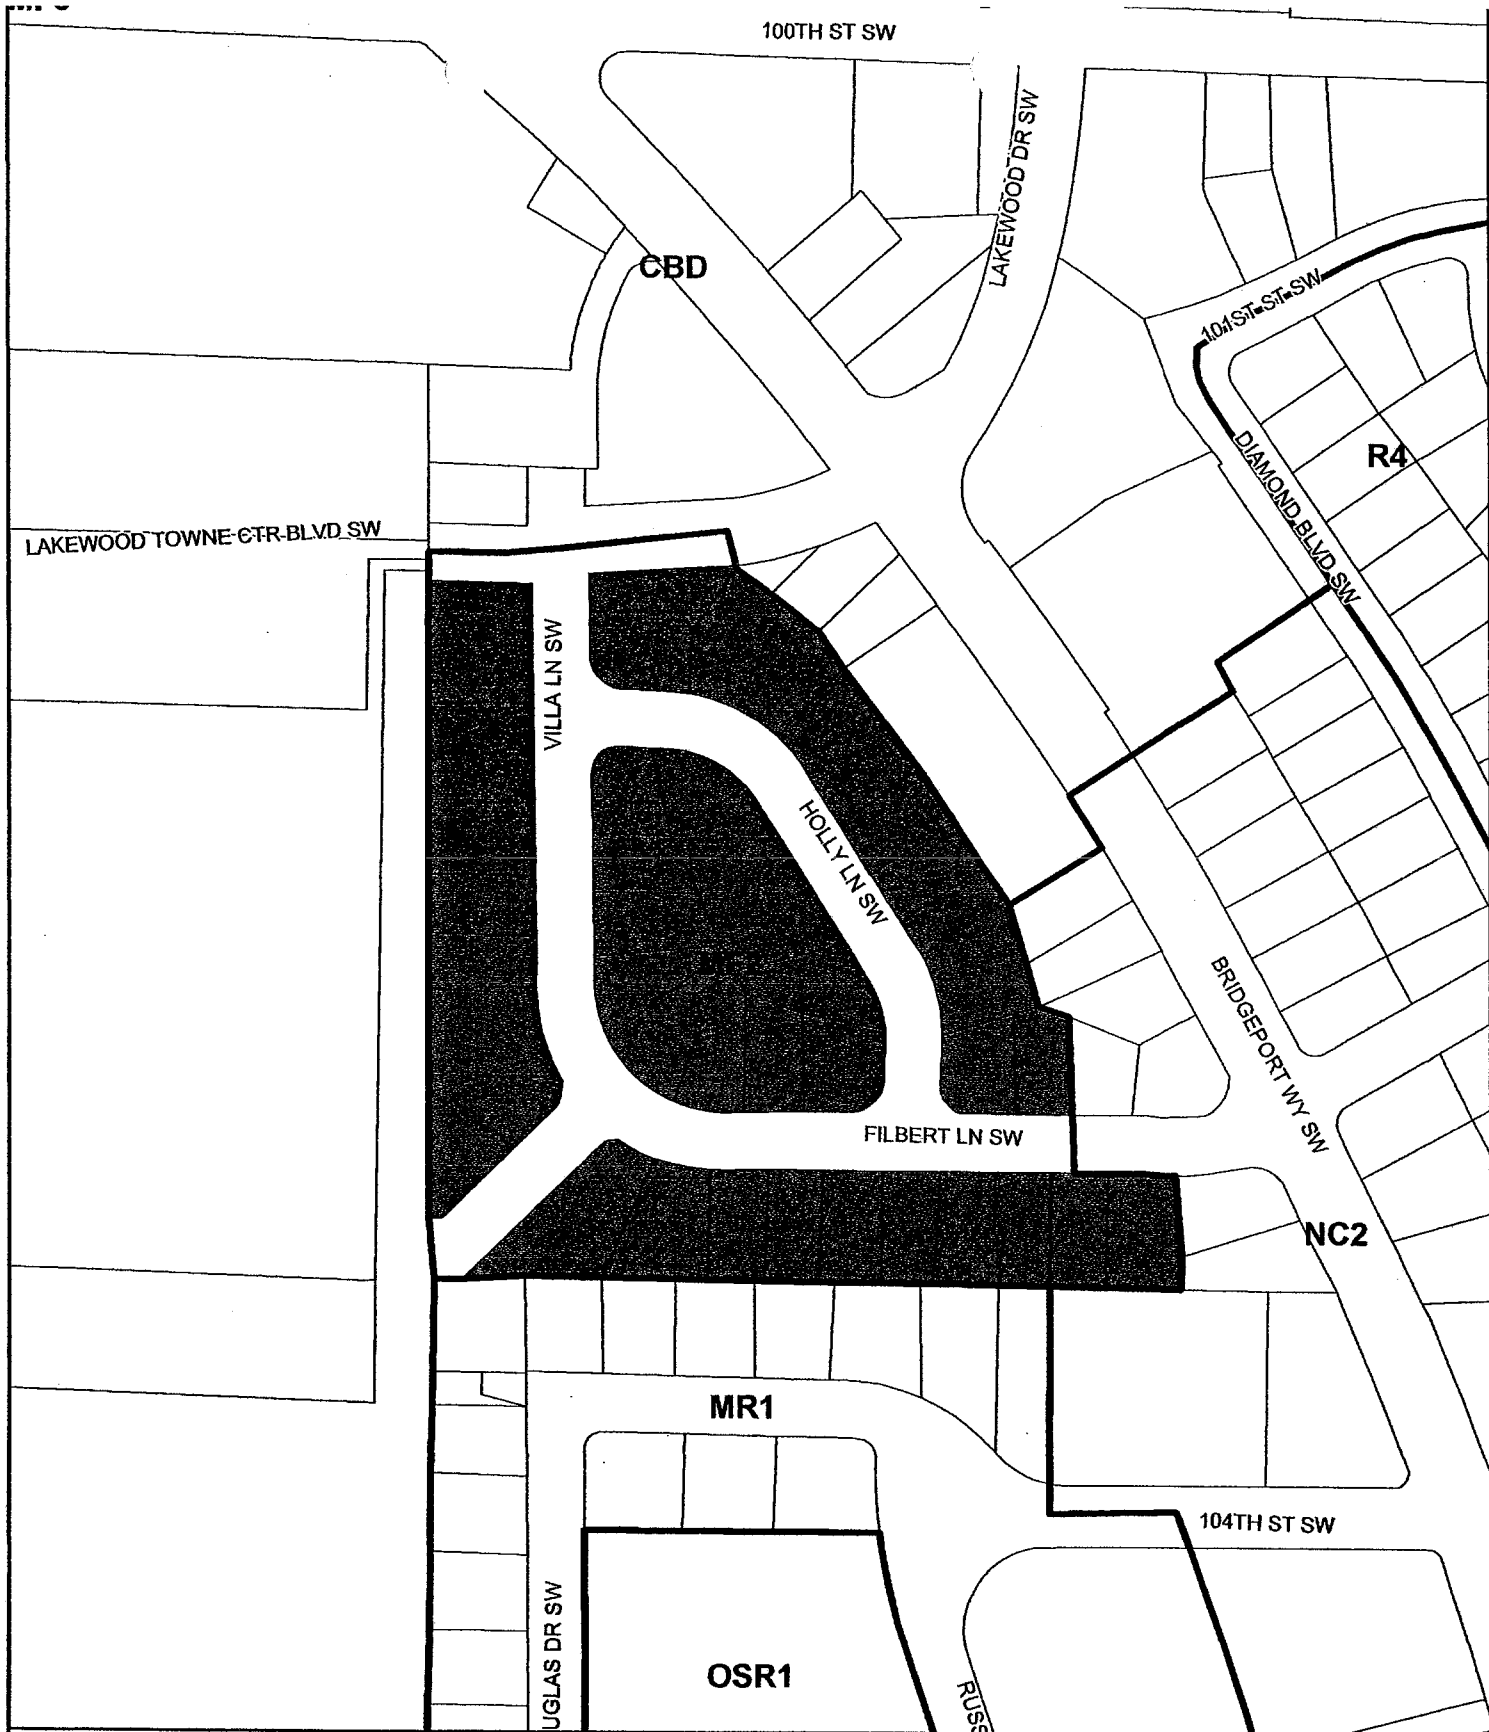 100TH ST SW
LAKEWOOD DR SW
CBD
101ST ST SW
R4
DIAMOND BLVD SW
LAKEWOOD TOWNE CTR BLVD SW
VILLA LN SW
HOLLY LN SW
BRIDGEPORT WY SW
FILBERT LN SW
NC2
MR1
104TH ST SW
UGLAS DR SW
OSR1
RUSS